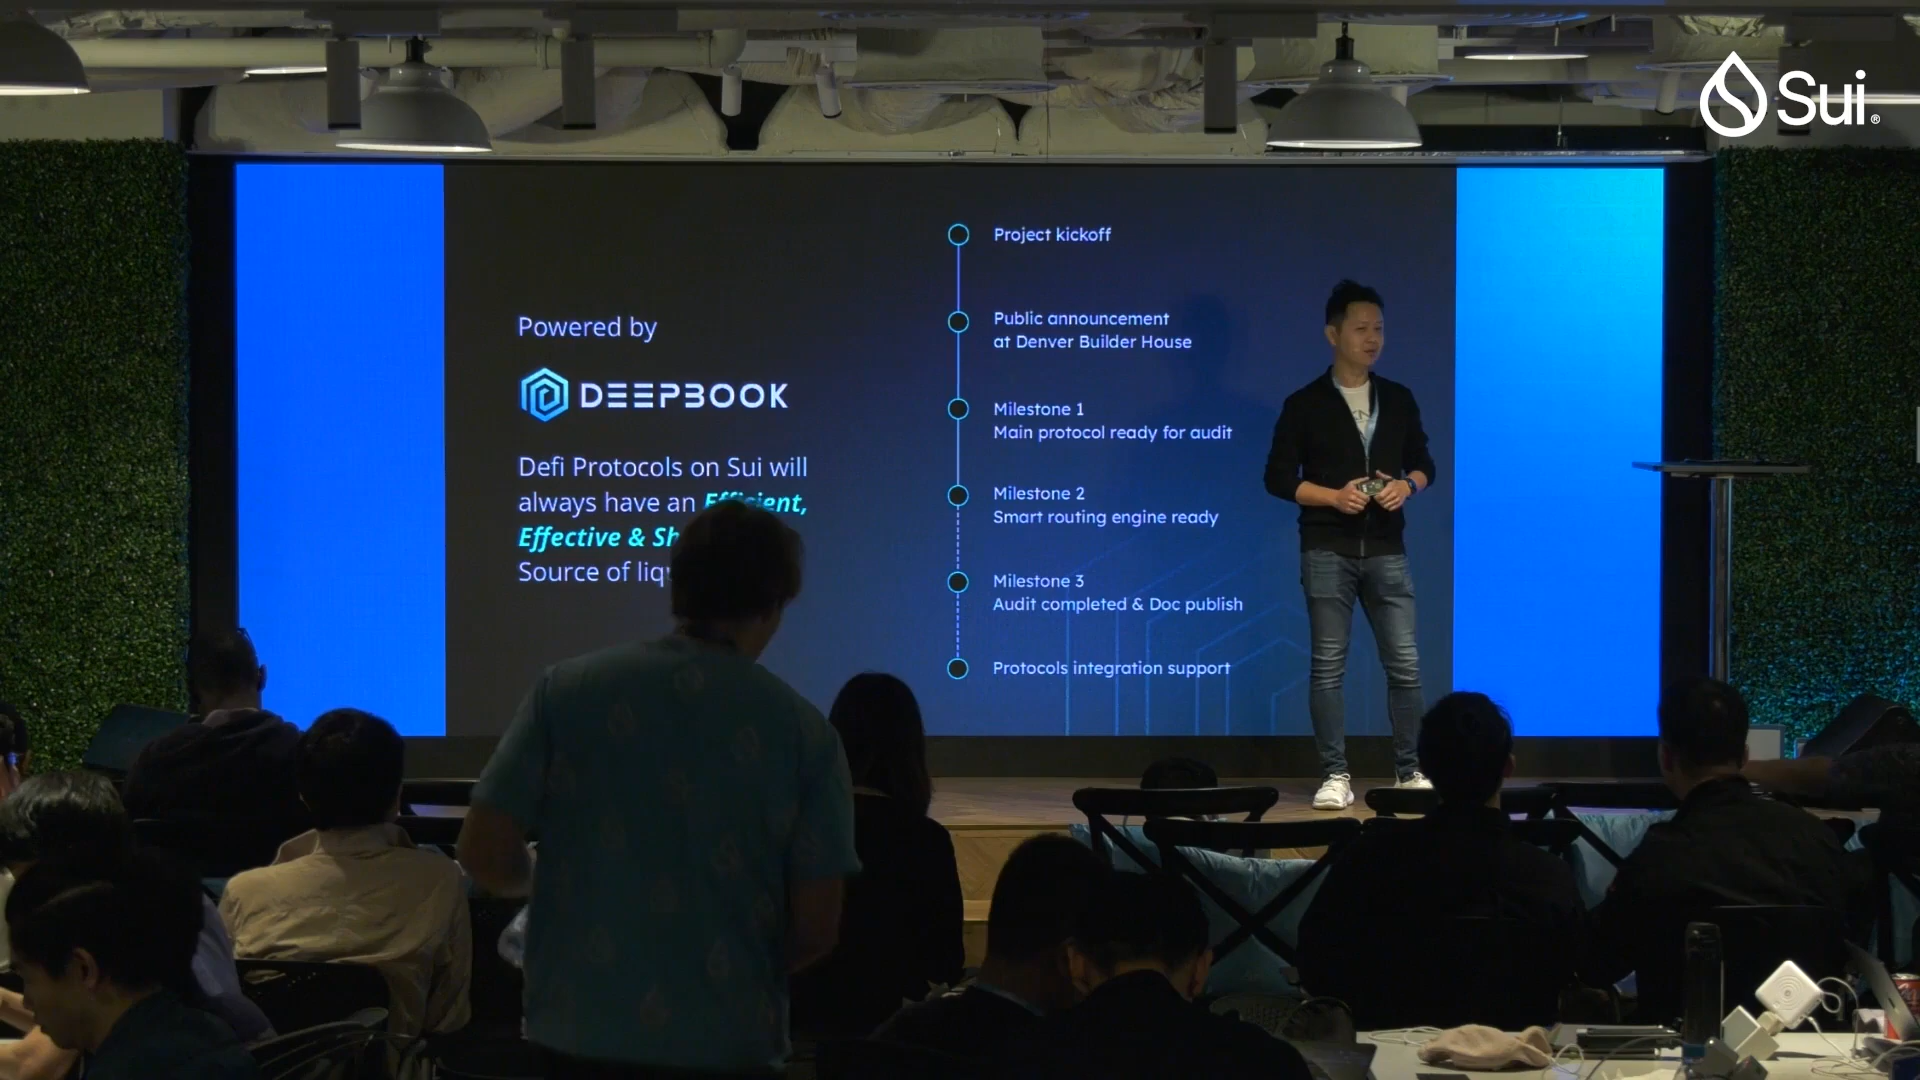 Sui
Powered by
DEEPBOOK
Defi Protocols on Sui will
always have an Efficient,
Effective &
Source of
Project kickoff
Public announcement
at Denver Builder House
Milestone 1
Main protocol ready for audit
Milestone 2
Smart routing engine ready
Milestone 3
Audit completed & Doc publish
Protocols integration support